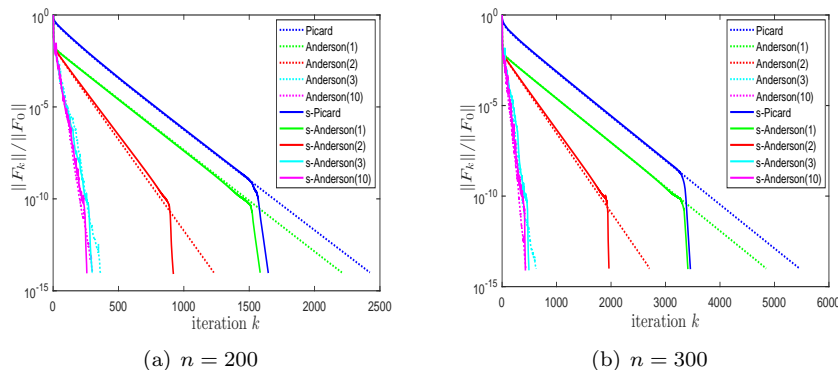 10^0
10^-5
10^-10
10^-15
||F_k||/||F_0||
0 500 1000 1500 2000 2500
iteration k
Picard
Anderson(1)
Anderson(2)
Anderson(3)
Anderson(10)
s-Picard
s-Anderson(1)
s-Anderson(2)
s-Anderson(3)
s-Anderson(10)
(a) n = 200
10^0
10^-5
10^-10
10^-15
||F_k||/||F_0||
0 1000 2000 3000 4000 5000 6000
iteration k
Picard
Anderson(1)
Anderson(2)
Anderson(3)
Anderson(10)
s-Picard
s-Anderson(1)
s-Anderson(2)
s-Anderson(3)
s-Anderson(10)
(b) n = 300